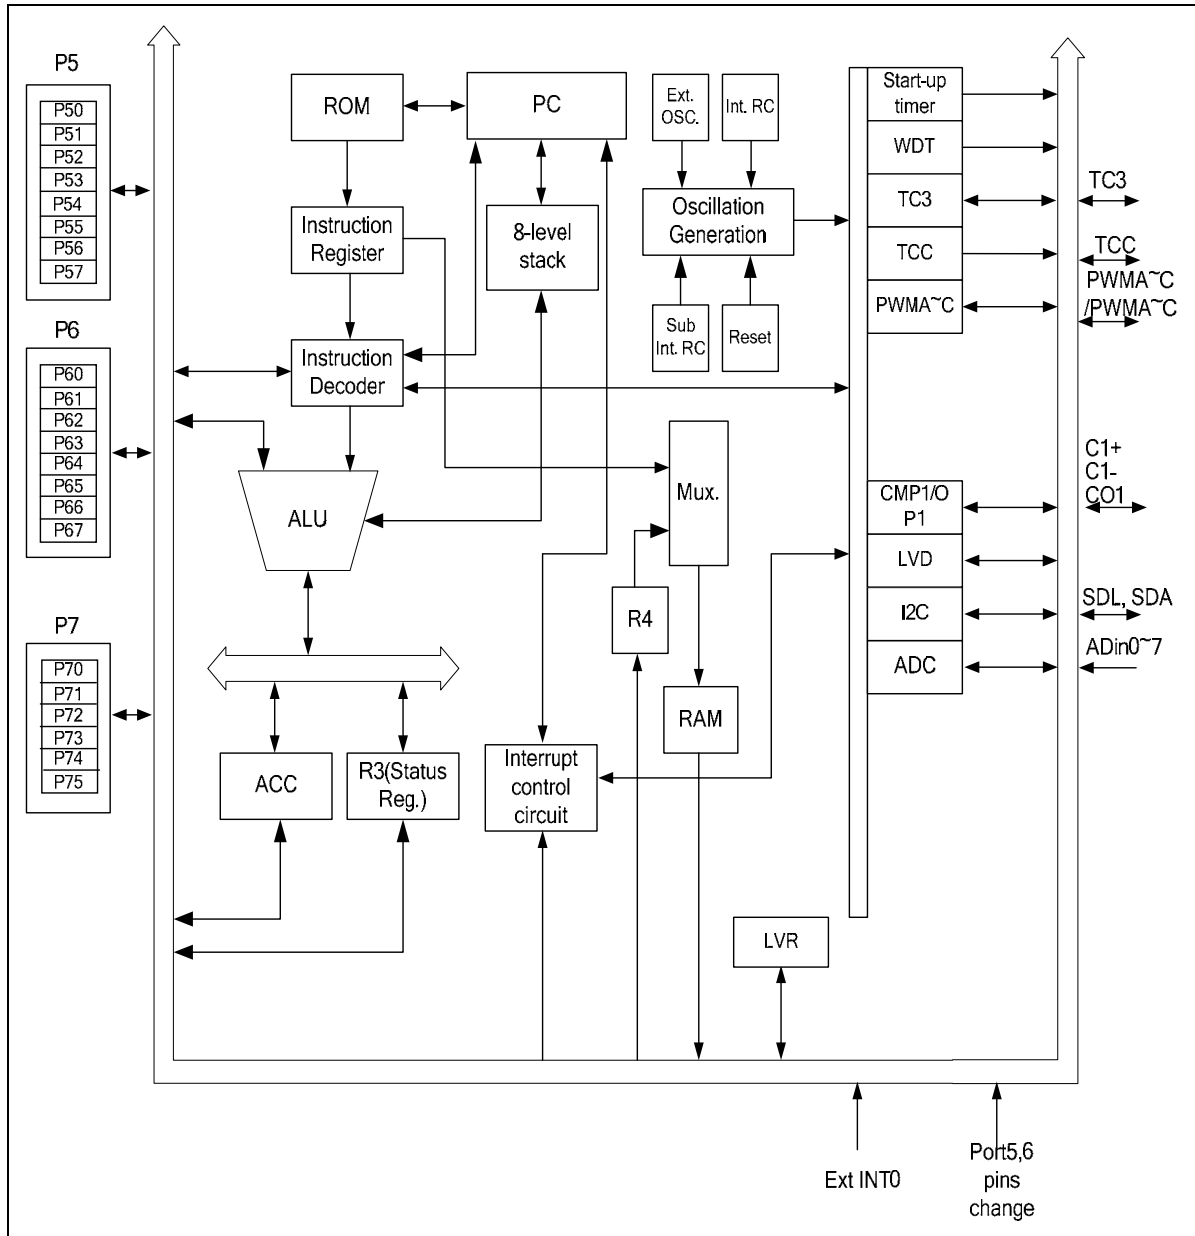 P5
P50
P51
P52
P53
P54
P55
P56
P57
P6
P60
P61
P62
P63
P64
P65
P66
P67
P7
P70
P71
P72
P73
P74
P75
ROM
PC
Instruction
Register
8-level
stack
Instruction
Decoder
ALU
ACC
R3(Status
Reg.)
Interrupt
control
circuit
Ext.
OSC.
Int. RC
Oscillation
Generation
Sub
Int. RC
Reset
Mux.
R4
RAM
LVR
Start-up
timer
WDT
TC3
TCC
PWMA~C
CMP1/O
P1
LVD
I2C
ADC
TC3
TCC
PWMA~C
/PWMA~C
C1+
C1-
CO1
SDL, SDA
ADin0~7
Ext INT0
Port5,6
pins
change